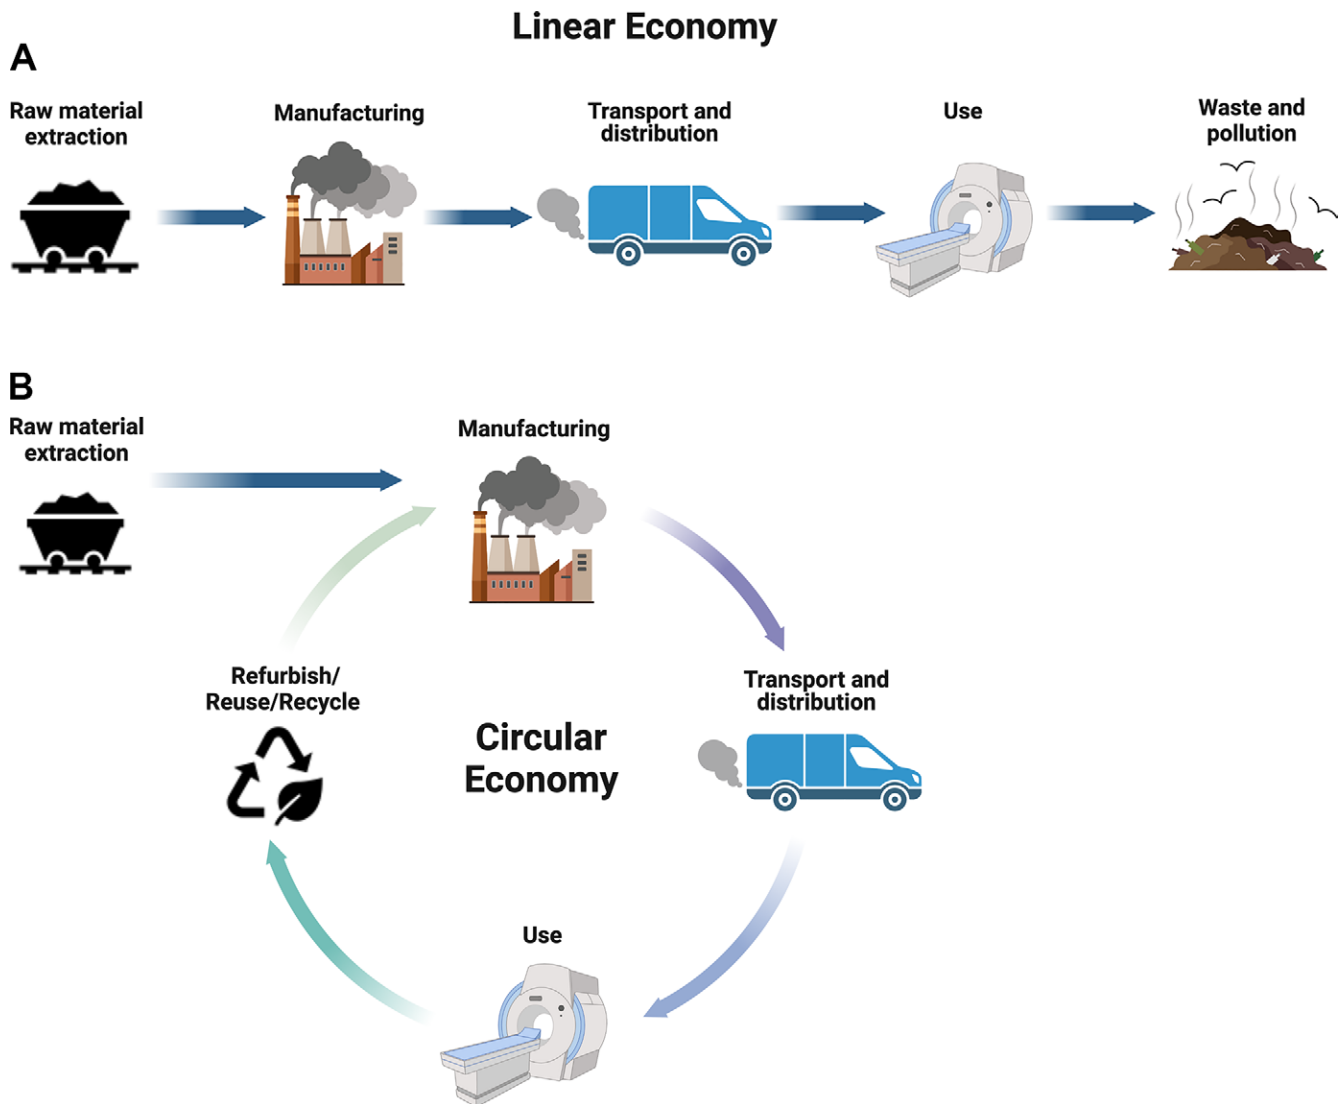 Linear Economy
A
Raw material
extraction
Manufacturing
Transport and
distribution
Use
Waste and
pollution
B
Raw material
extraction
Manufacturing
Transport and
distribution
Refurbish/
Reuse/Recycle
Circular
Economy
Use